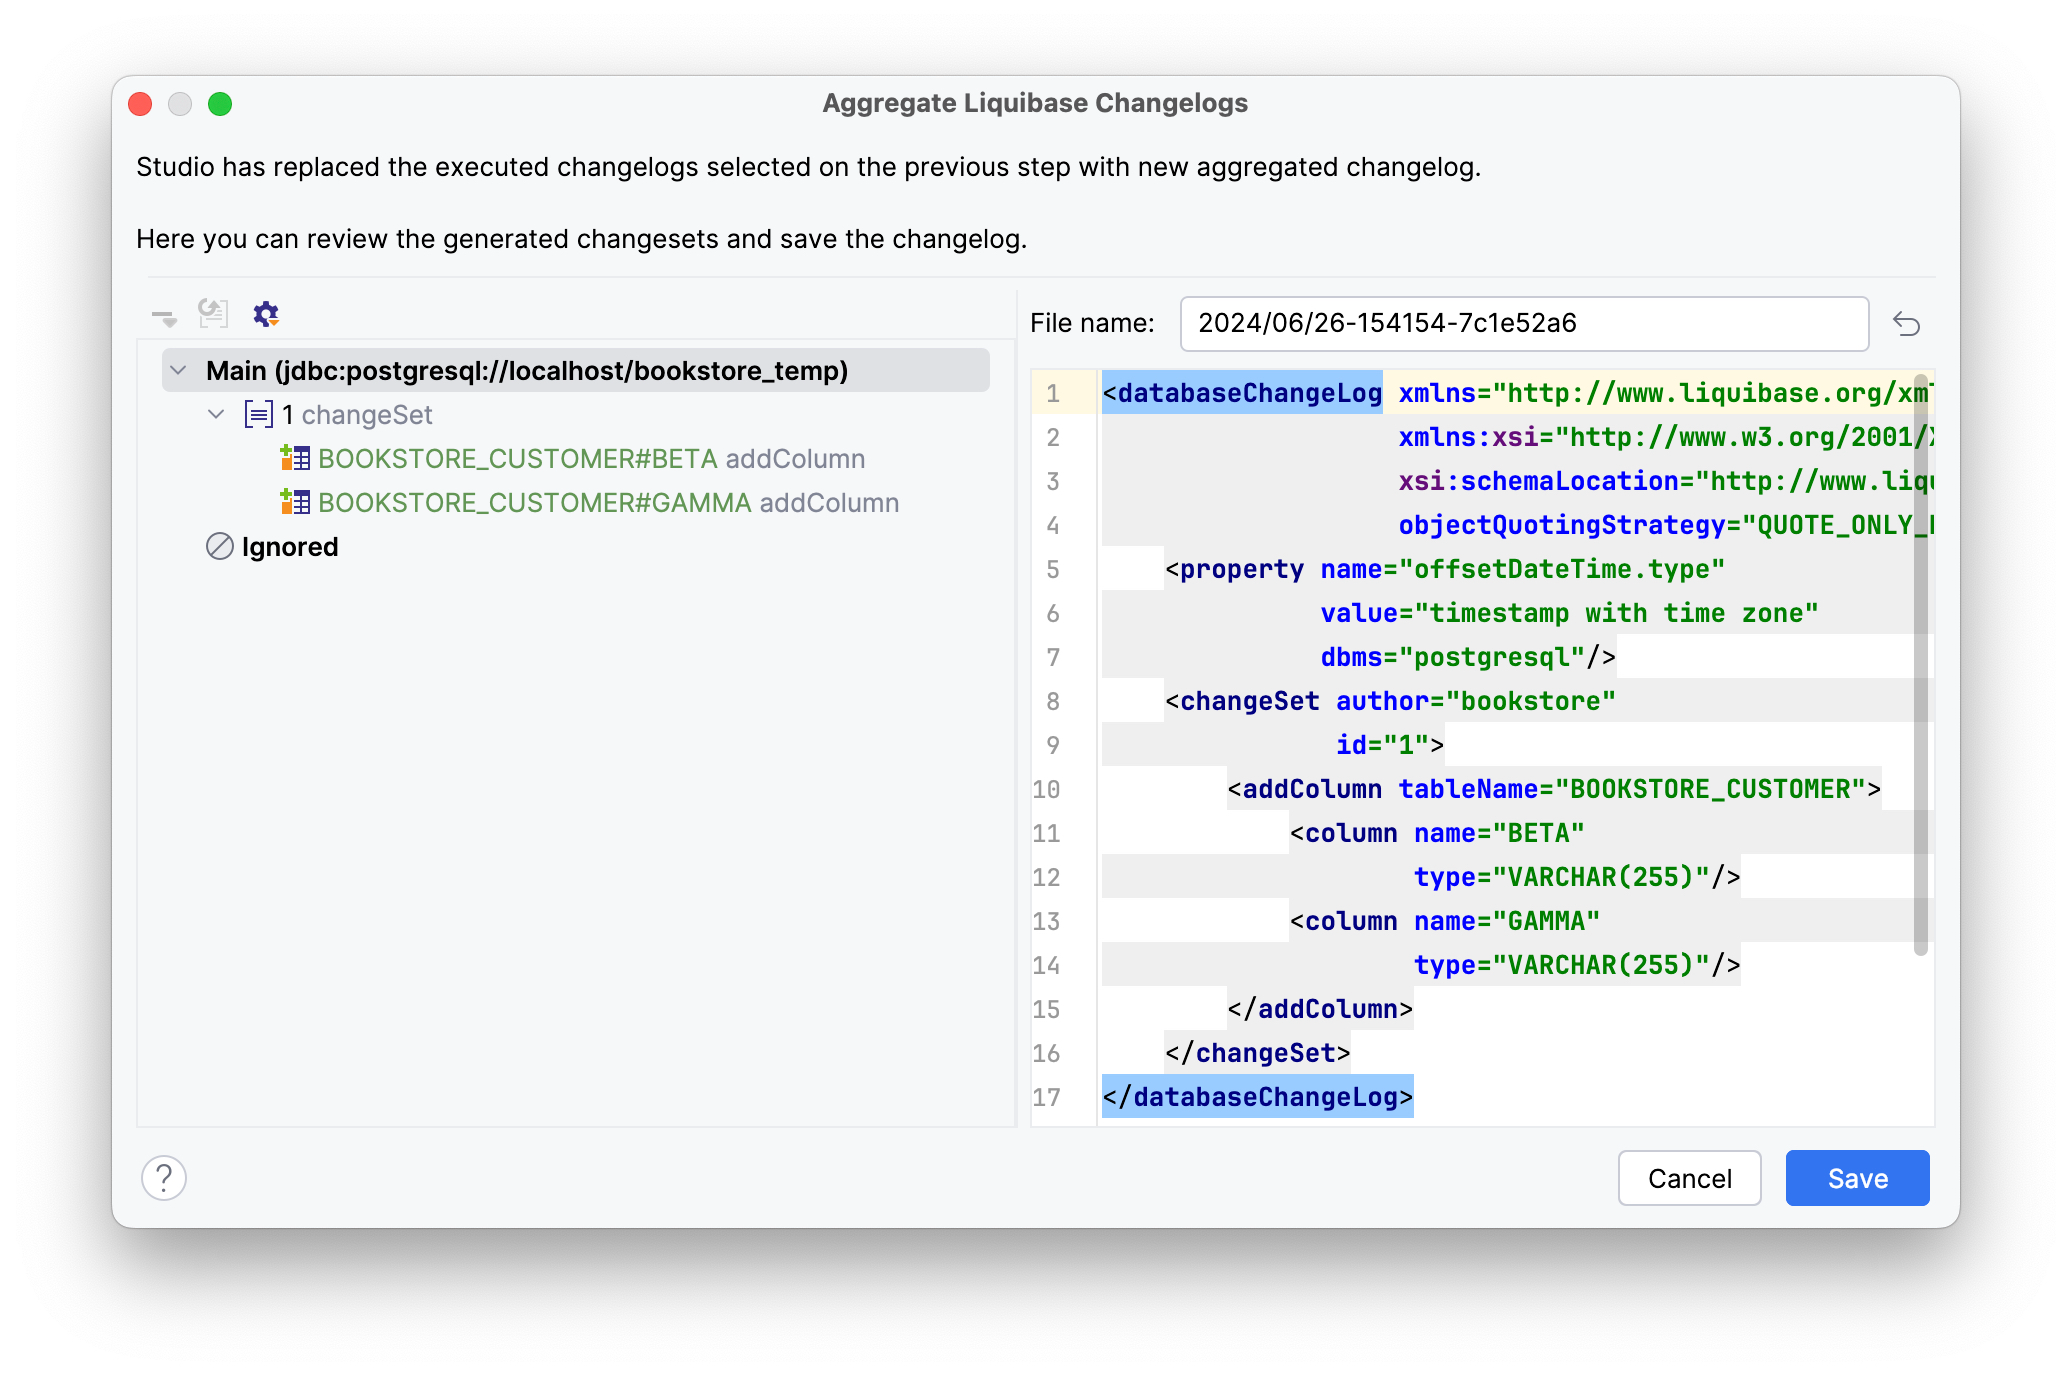 Aggregate Liquibase Changelogs
Studio has replaced the executed changelogs selected on the previous step with new aggregated changelog.
Here you can review the generated changesets and save the changelog.
Main (jdbc:postgresql://localhost/bookstore_temp)
1 changeSet
BOOKSTORE_CUSTOMER#BETA addColumn
BOOKSTORE_CUSTOMER#GAMMA addColumn
Ignored
File name: 2024/06/26-154154-7c1e52a6
1 <databaseChangeLog xmlns="http://www.liquibase.org/xm
2 xmlns:xsi="http://www.w3.org/2001/
3 xsi:schemaLocation="http://www.liq
4 objectQuotingStrategy="QUOTE_ONLY_
5 <property name="offsetDateTime.type"
6 value="timestamp with time zone"
7 dbms="postgresql"/>
8 <changeSet author="bookstore"
9 id="1">
10 <addColumn tableName="BOOKSTORE_CUSTOMER">
11 <column name="BETA"
12 type="VARCHAR(255)"/>
13 <column name="GAMMA"
14 type="VARCHAR(255)"/>
15 </addColumn>
16 </changeSet>
17 </databaseChangeLog>
?
Cancel
Save